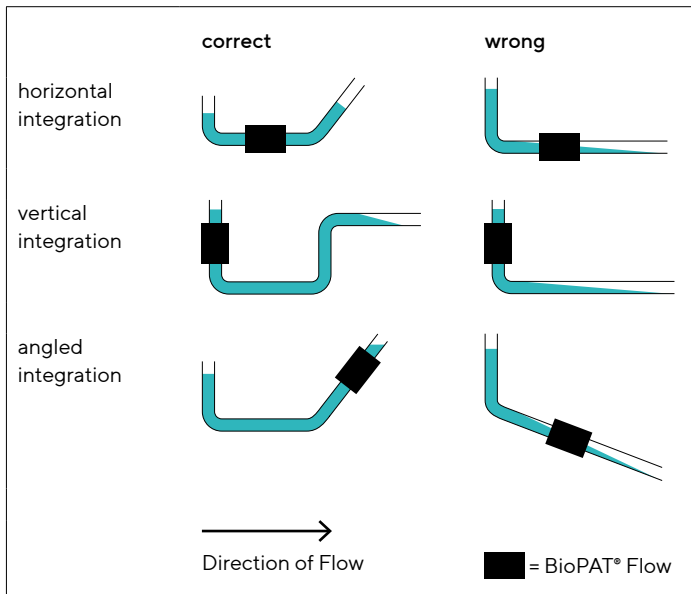 correct
wrong
horizontal
integration
vertical
integration
angled
integration
Direction of Flow
= BioPAT® Flow